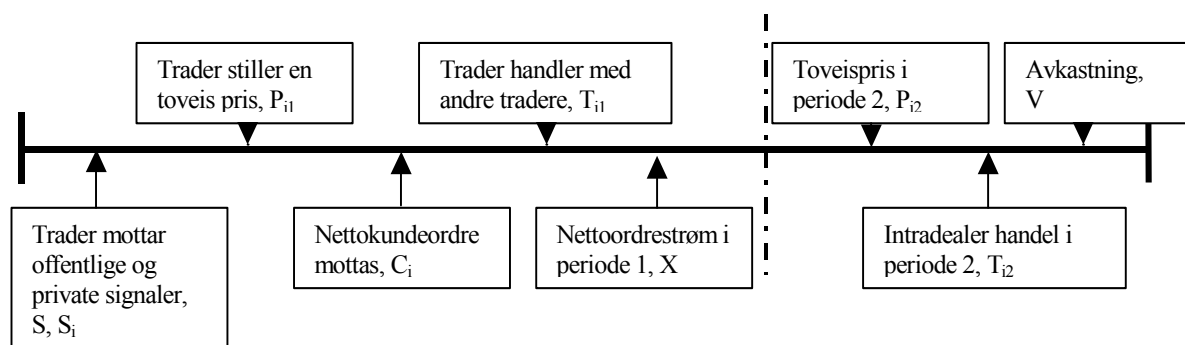 Trader stiller en
toveis pris, Pi1
Trader handler med
andre tradere, Ti1
Toveispris i
periode 2, Pi2
Avkastning,
V
Trader mottar
offentlige og
private signaler,
S, Si
Nettokundeordre
mottas, Ci
Nettoordrestrøm i
periode 1, X
Intradealer handel i
periode 2, Ti2